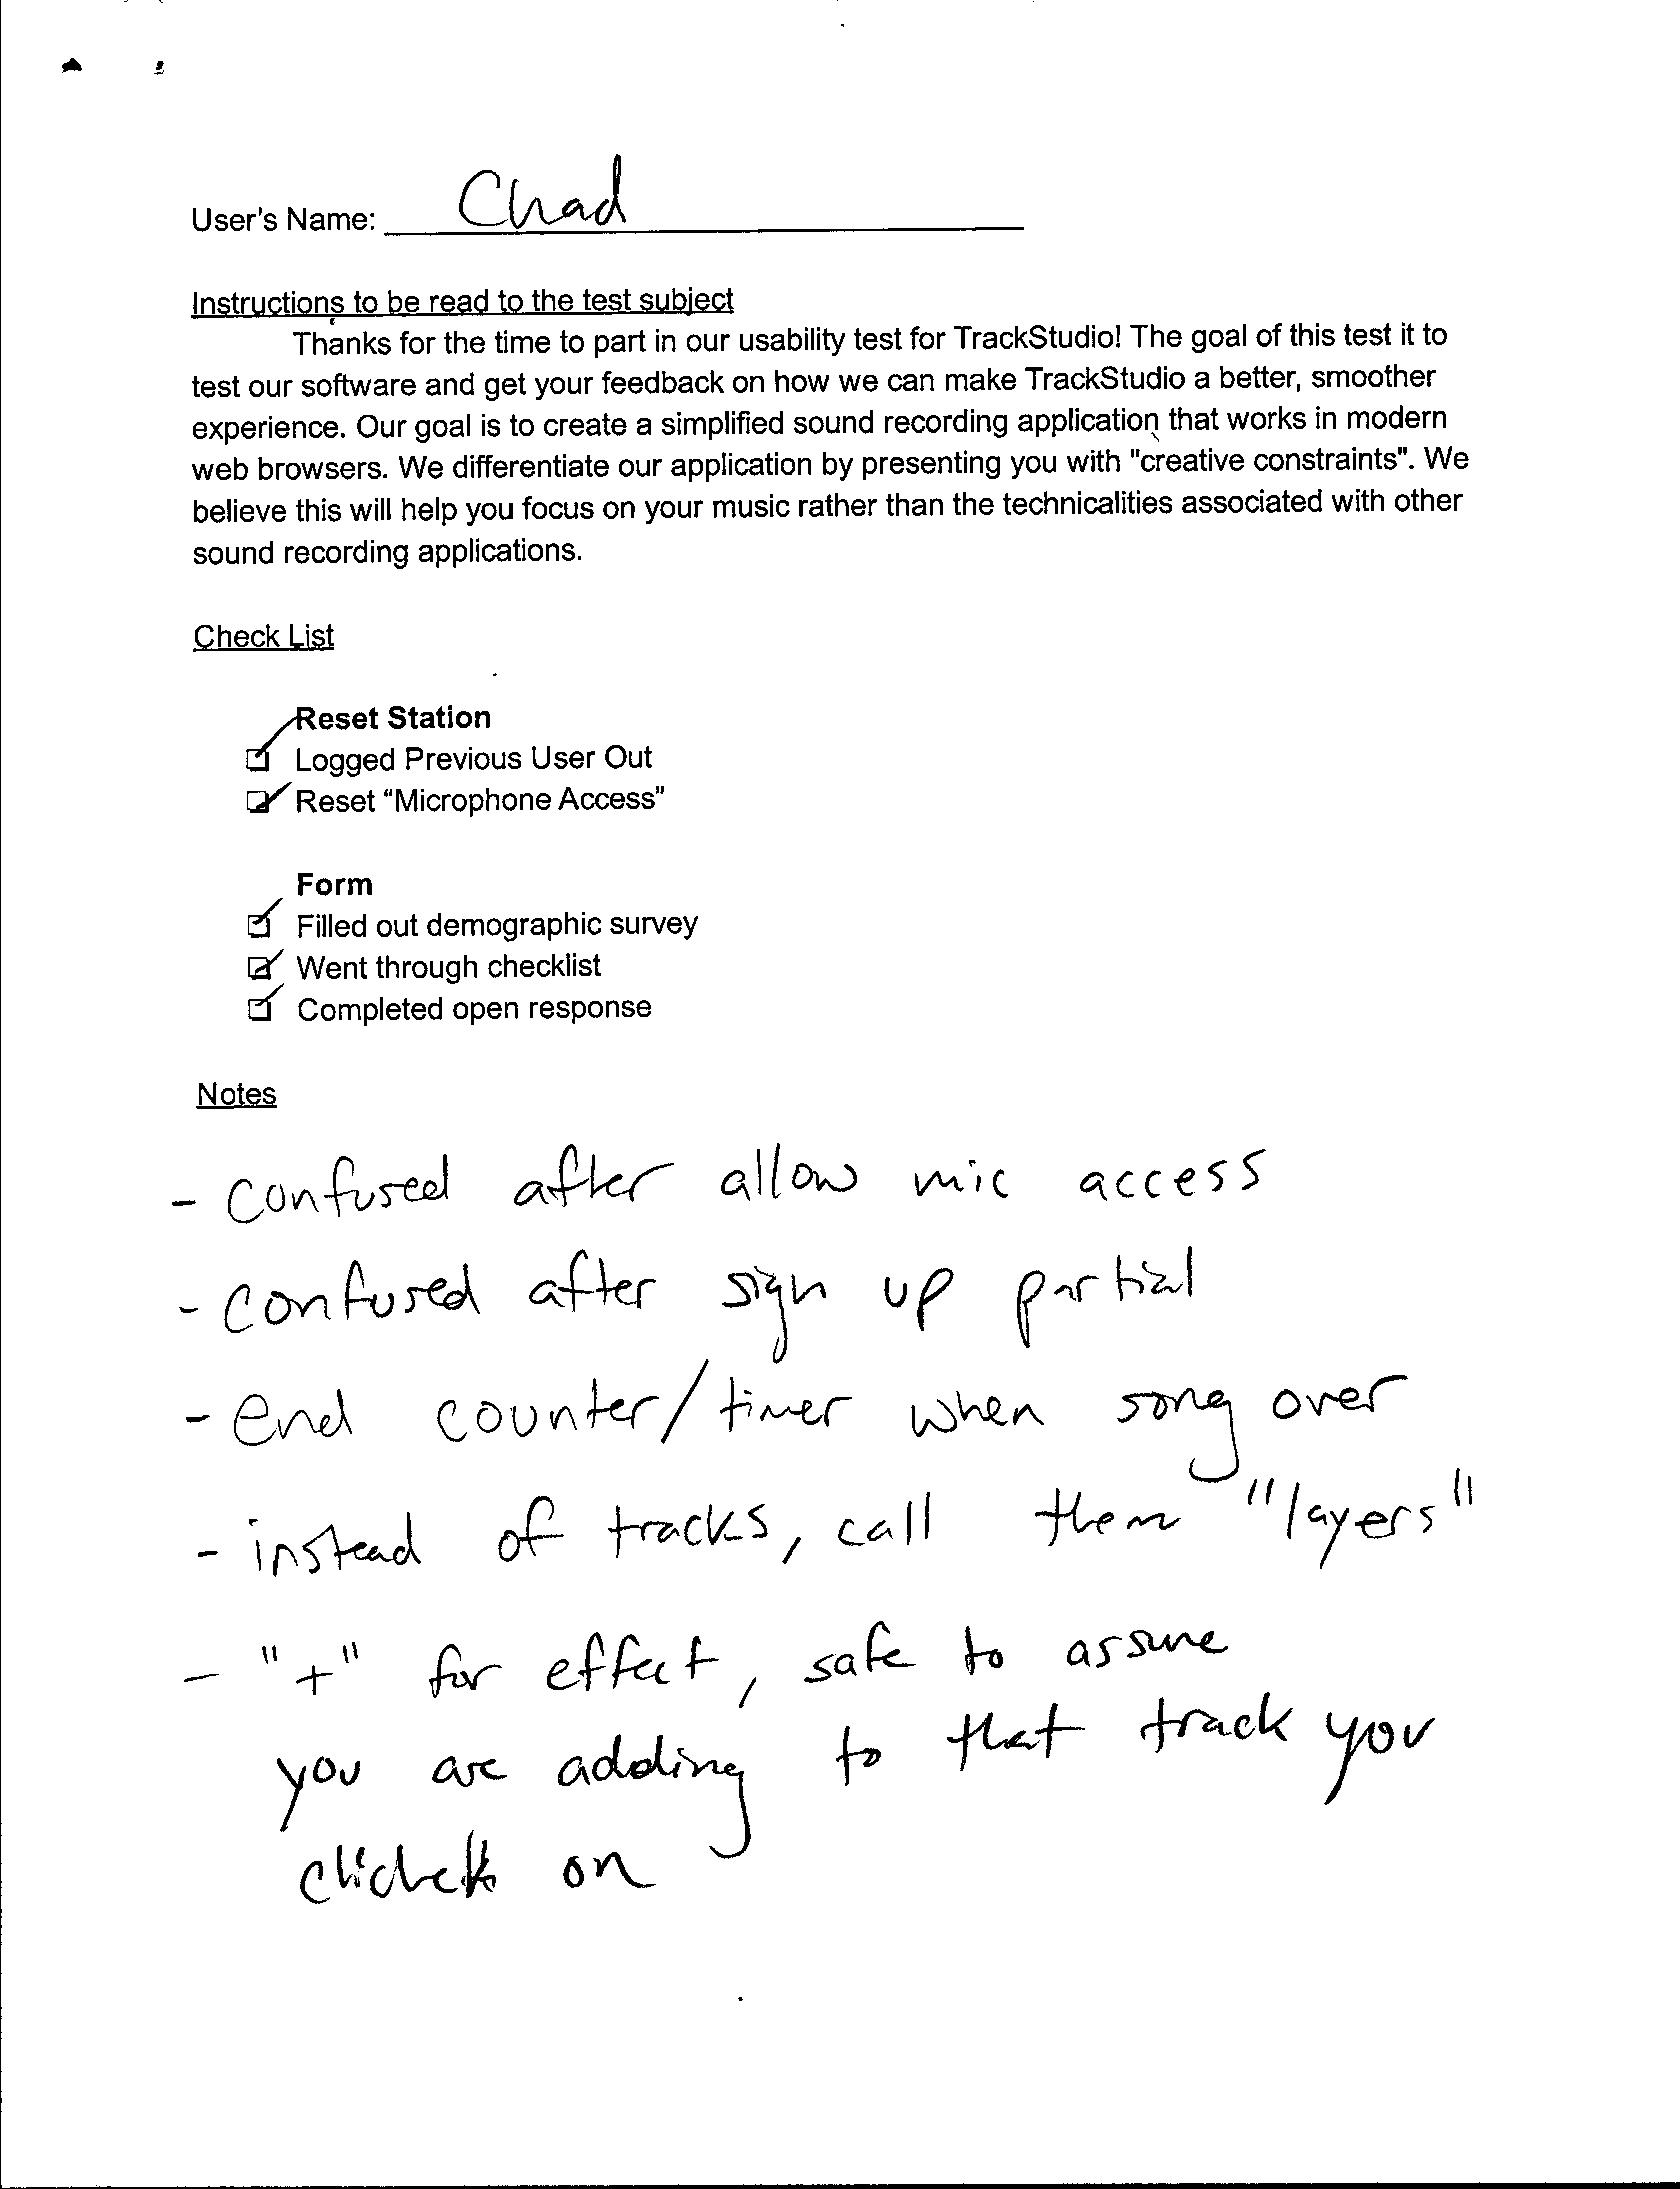 User's Name: Chad
Instructions to be read to the test subject
Thanks for the time to part in our usability test for TrackStudio! The goal of this test it to
test our software and get your feedback on how we can make TrackStudio a better, smoother
experience. Our goal is to create a simplified sound recording application that works in modern
web browsers. We differentiate our application by presenting you with "creative constraints". We
believe this will help you focus on your music rather than the technicalities associated with other
sound recording applications.
Check List
Reset Station
☑ Logged Previous User Out
☑ Reset “Microphone Access”
Form
☑ Filled out demographic survey
☑ Went through checklist
☑ Completed open response
Notes
- Confused after allow mic access
- Confused after sign up partial
- end counter/timer when song over
- instead of tracks, call them "layers"
- "+" for effect, safe to assume
you are adding to that track you
on